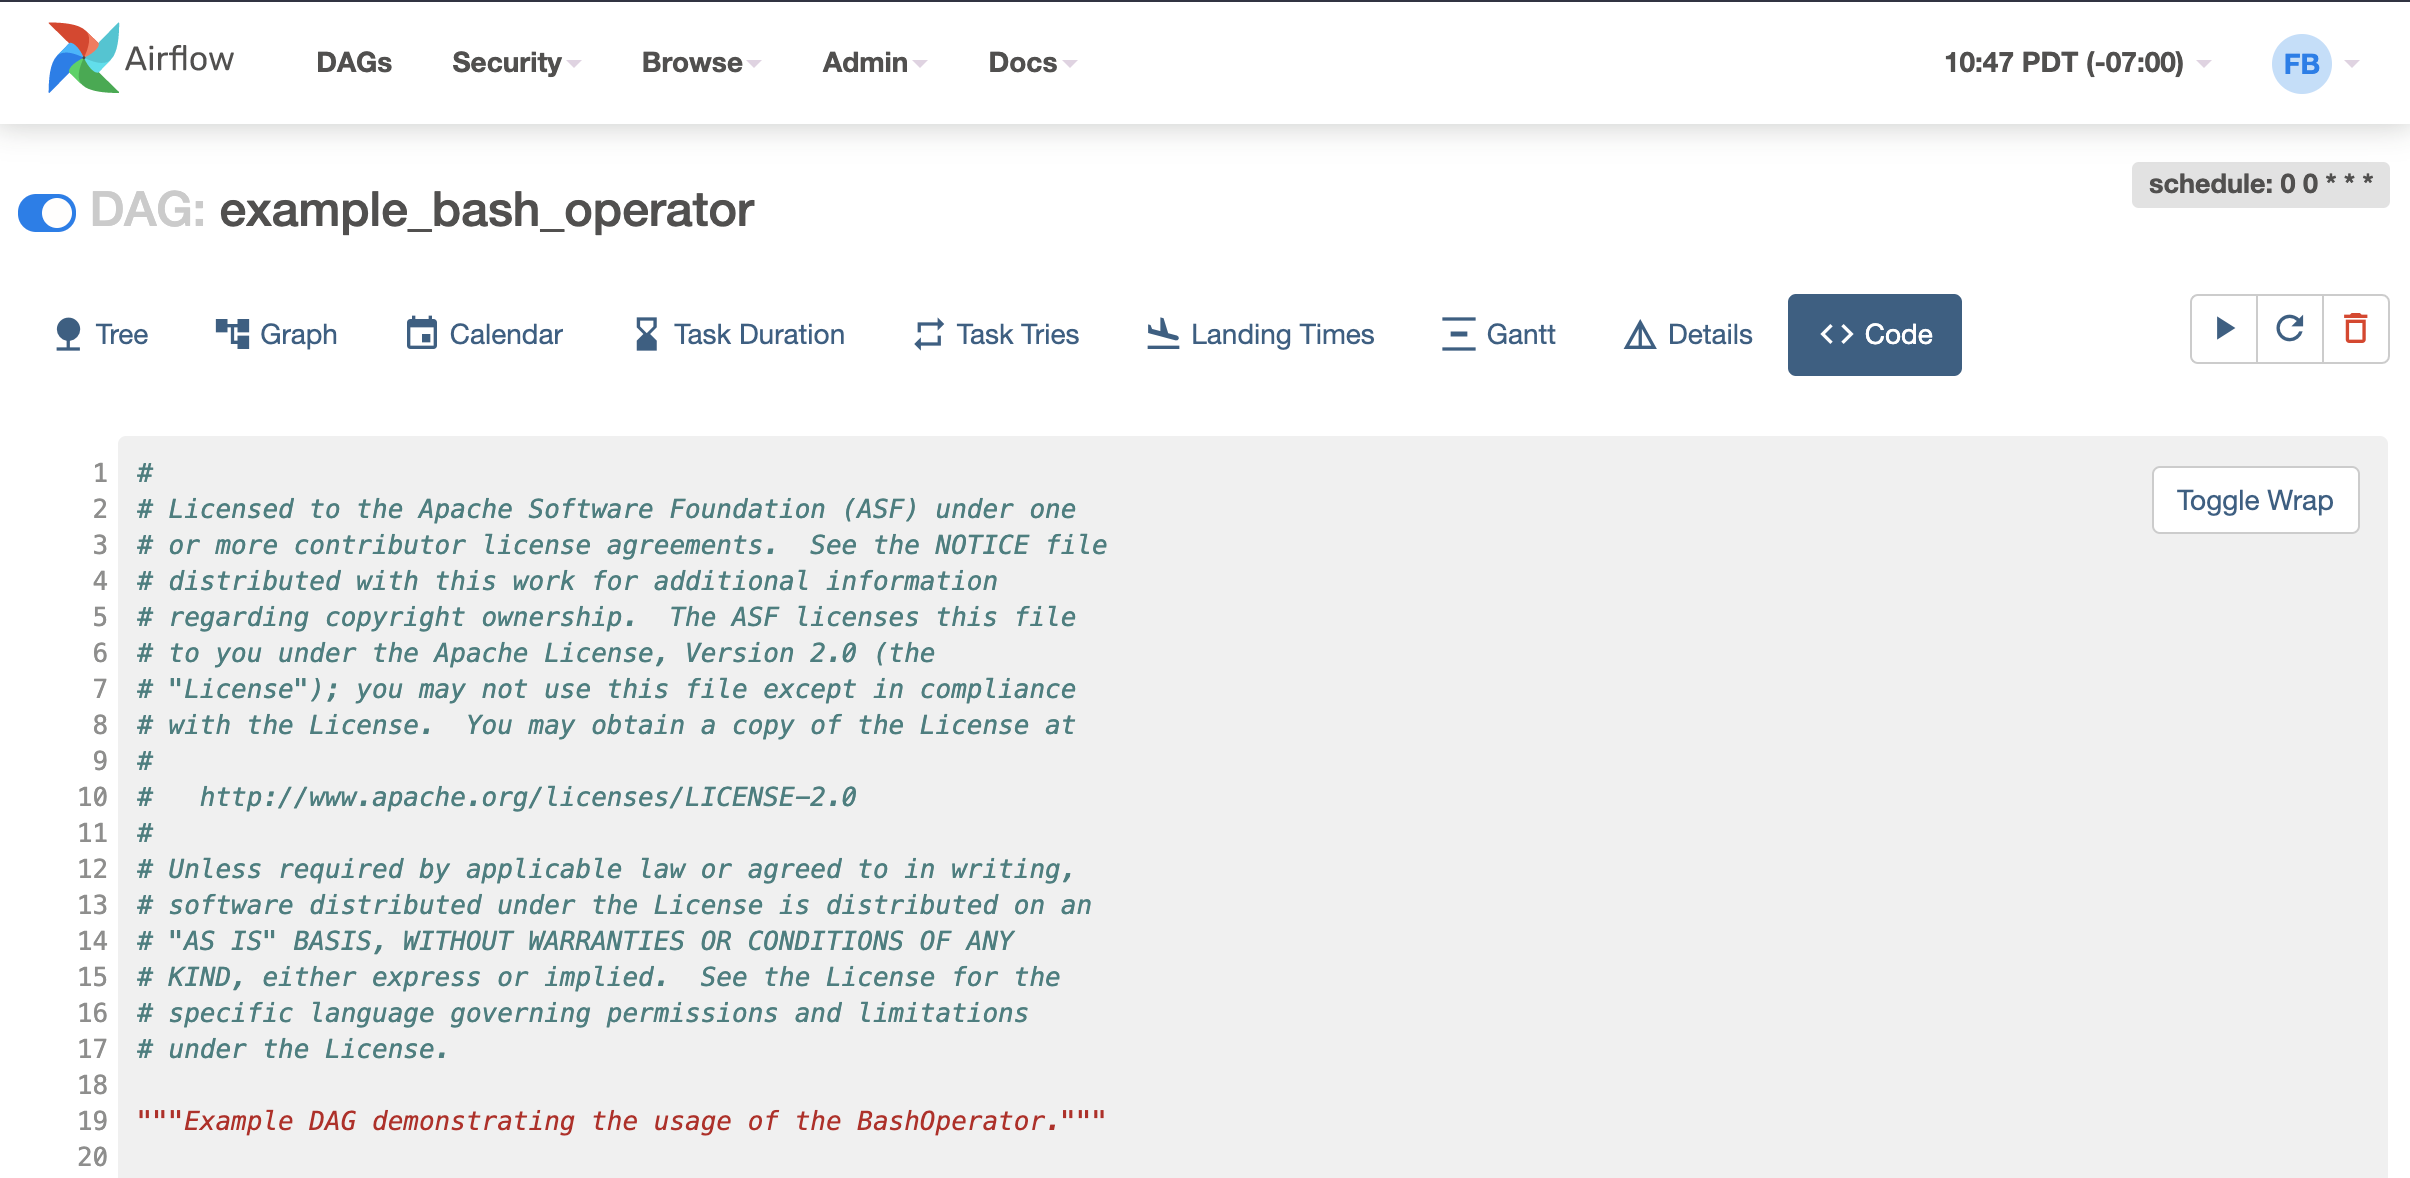 Airflow DAGs Security Browse Admin Docs 10:47 PDT (-07:00) FB
schedule: 0 0 * * *
DAG: example_bash_operator
Tree Graph Calendar Task Duration Task Tries Landing Times Gantt Details <> Code
Toggle Wrap
1 #
2 # Licensed to the Apache Software Foundation (ASF) under one
3 # or more contributor license agreements.  See the NOTICE file
4 # distributed with this work for additional information
5 # regarding copyright ownership.  The ASF licenses this file
6 # to you under the Apache License, Version 2.0 (the
7 # "License"); you may not use this file except in compliance
8 # with the License.  You may obtain a copy of the License at
9 #
10 #   http://www.apache.org/licenses/LICENSE-2.0
11 #
12 # Unless required by applicable law or agreed to in writing,
13 # software distributed under the License is distributed on an
14 # "AS IS" BASIS, WITHOUT WARRANTIES OR CONDITIONS OF ANY
15 # KIND, either express or implied.  See the License for the
16 # specific language governing permissions and limitations
17 # under the License.
18
19 """Example DAG demonstrating the usage of the BashOperator."""
20